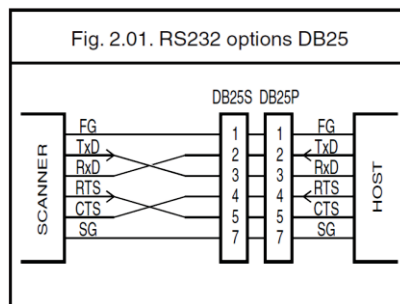 Fig. 2.01. RS232 options DB25
DB25S DB25P
FG 1 1 FG
TxD 2 2 TxD
RxD 3 3 RxD
RTS 4 4 RTS
CTS 5 5 CTS
SG 7 7 SG
SCANNER
HOST